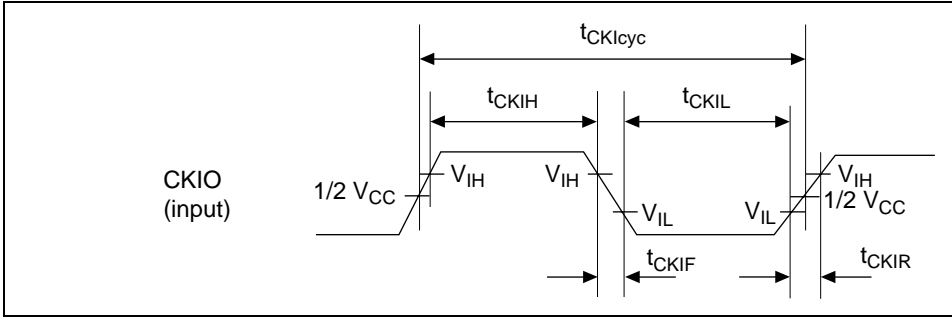 tCKIcyc
tCKIH
tCKIL
CKIO
(input)
1/2 VCC
VIH
VIH
VIL
VIL
VIH
1/2 VCC
tCKIF
tCKIR